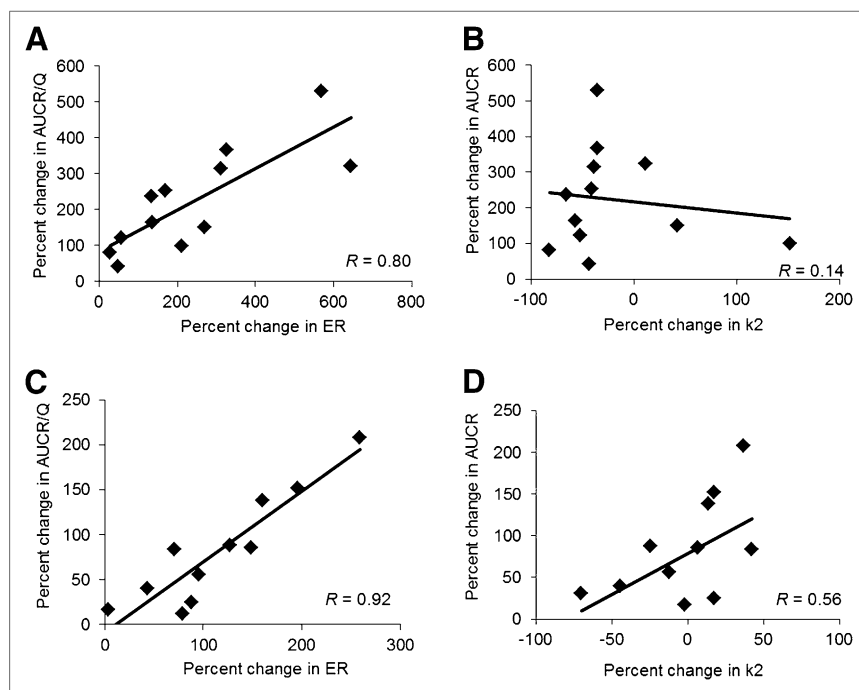 A
Percent change in AUCR/Q
600
500
400
300
200
100
0
0 200 400 600 800
R = 0.80
Percent change in ER
B
Percent change in AUCR
600
500
400
300
200
100
0
-100 0 100 200
R = 0.14
Percent change in k2
C
Percent change in AUCR/Q
250
200
150
100
50
0
0 100 200 300
R = 0.92
Percent change in ER
D
Percent change in AUCR
250
200
150
100
50
0
-100 -50 0 50 100
R = 0.56
Percent change in k2